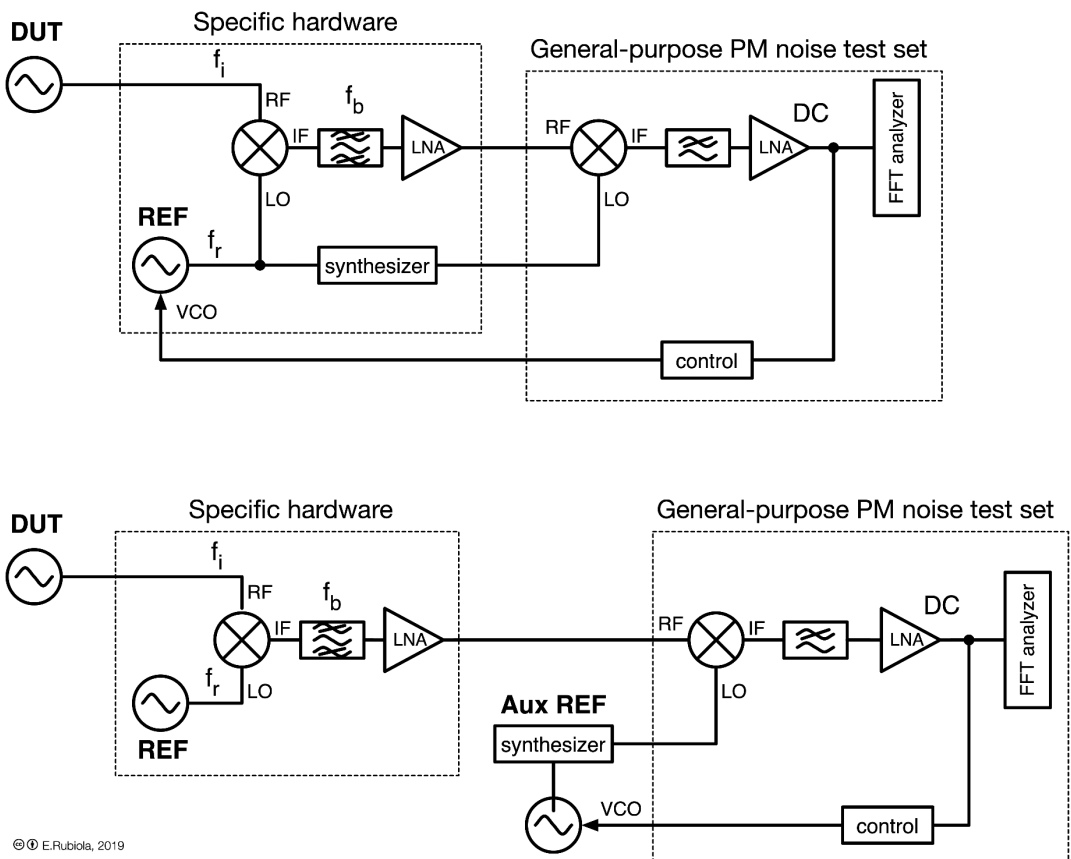 Specific hardware
DUT
General-purpose PM noise test set
fi
RF
fb
DC
IF
LNA
RF
IF
LNA
FFT analyzer
LO
LO
REF
fr
synthesizer
VCO
control
Specific hardware
General-purpose PM noise test set
DUT
fi
RF
fb
DC
IF
LNA
RF
IF
LNA
FFT analyzer
fr
LO
LO
REF
Aux REF
synthesizer
VCO
control
E.Rubiola, 2019